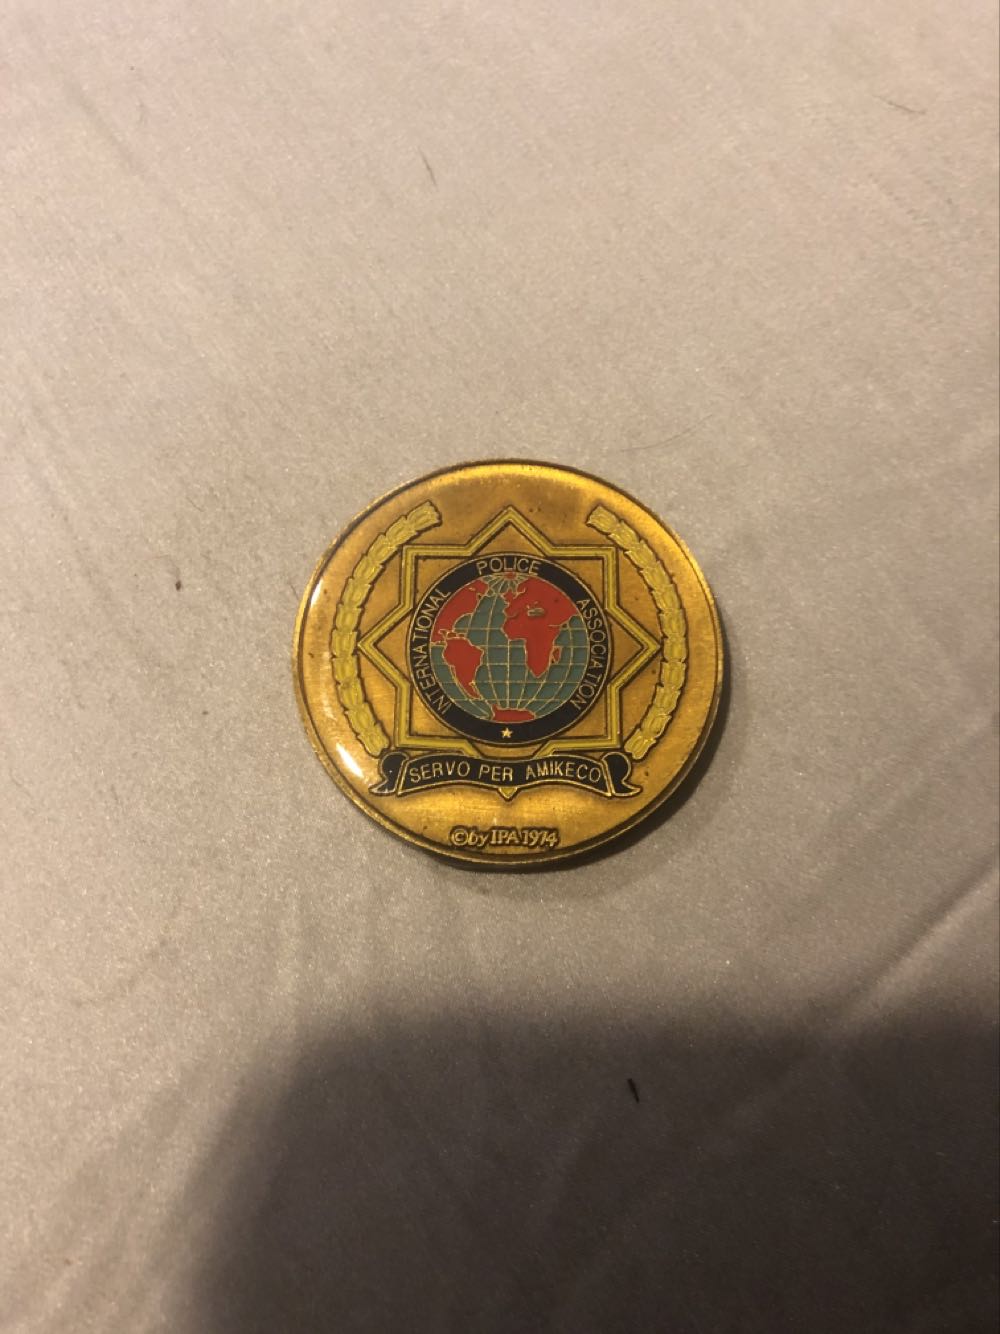 INTERNATIONAL POLICE ASSOCIATION
SERVO PER AMIKECO
©by IPA 1974